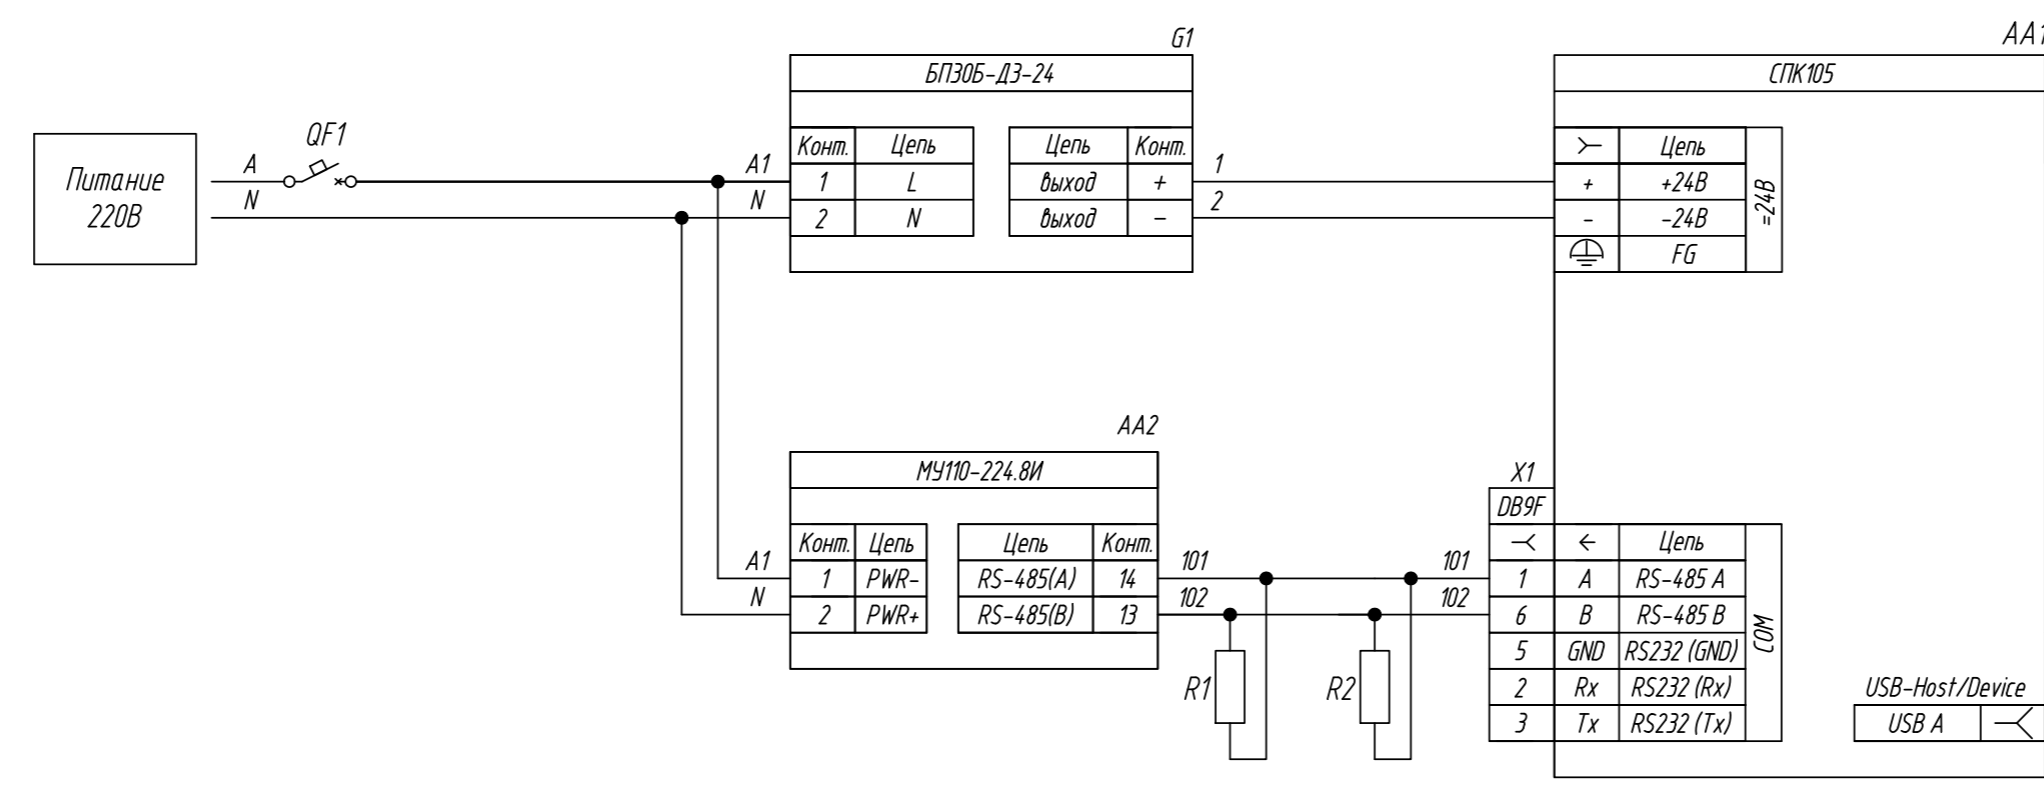 G1
AA1
БП30Б-Д3-24
СПК105
Питание
220В
QF1
A
N
A1
N
Конт. Цепь
1 L
2 N
Цепь Конт.
выход +
выход -
1
2
Цепь
+ +24В
- -24В
FG
=24В
AA2
МУ110-224.8И
A1
N
Конт. Цепь
1 PWR-
2 PWR+
Цепь Конт.
RS-485(A) 14
RS-485(B) 13
101
102
101
102
R1
R2
X1
DB9F
Цепь
1 A RS-485 A
6 B RS-485 B
5 GND RS232 (GND)
2 Rx RS232 (Rx)
3 Tx RS232 (Tx)
COM
USB-Host/Device
USB A